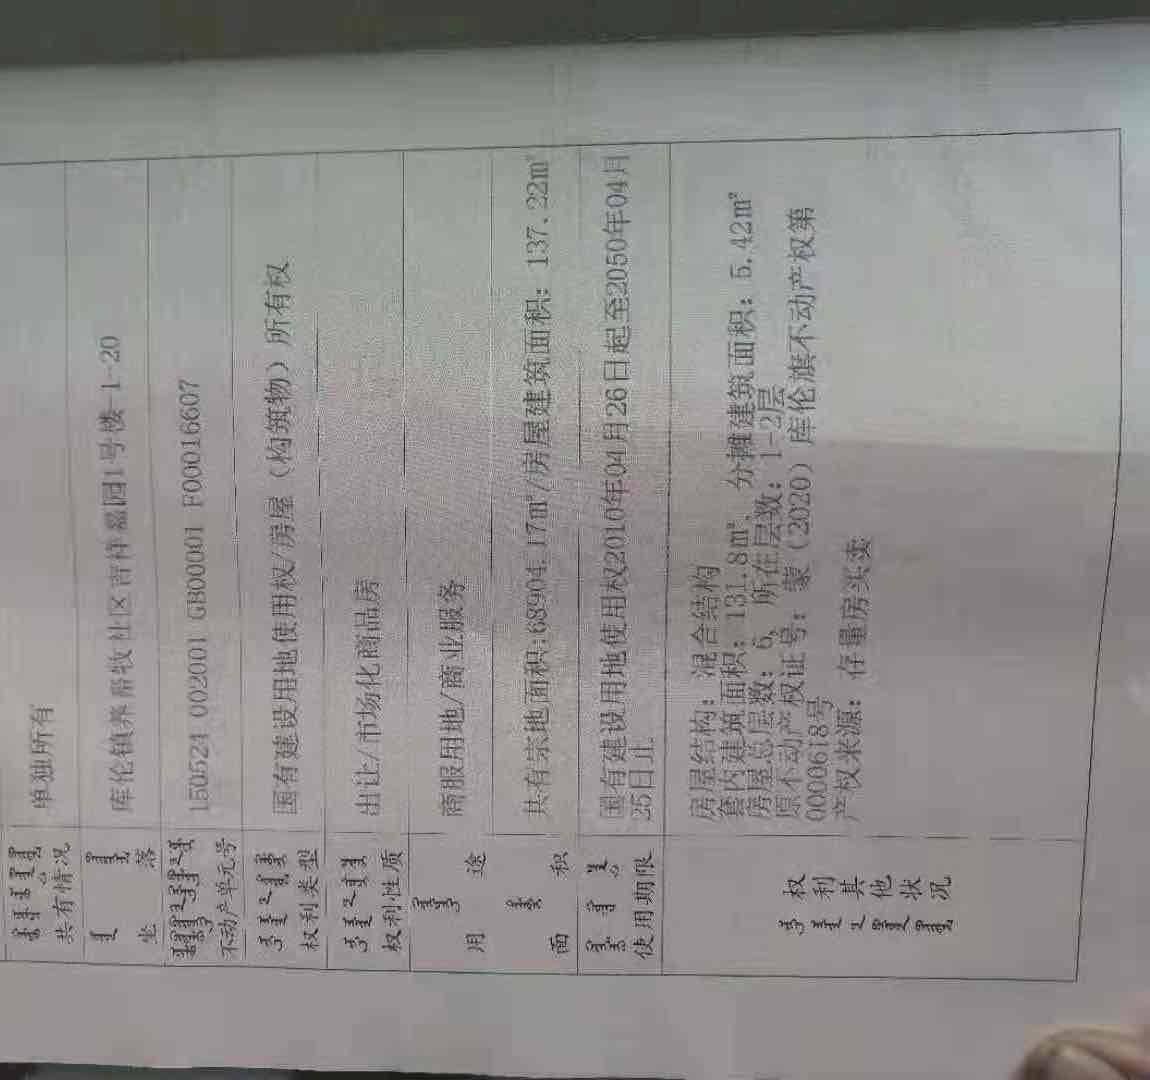 共有情况 单独所有
坐落 库伦镇养畜牧社区吉祥嘉园1号楼-1-20
不动产单元号 150524 002001 GB00001 F00016607
权利类型 国有建设用地使用权/房屋（构筑物）所有权
权利性质 出让/市场化商品房
用途 商服用地/商业服务
面积 共有宗地面积:68904.17㎡/房屋建筑面积：137.22㎡
使用期限 国有建设用地使用权2010年04月26日起至2050年04月
25日止
权利其他状况
房屋结构：混合结构
套内建筑面积：131.8㎡，分摊建筑面积：5.42㎡
房屋总层数：6，所在层数：1-2层
原不动产权证号：蒙（2020）库伦旗不动产权第
0000618号
产权来源：存量房买卖